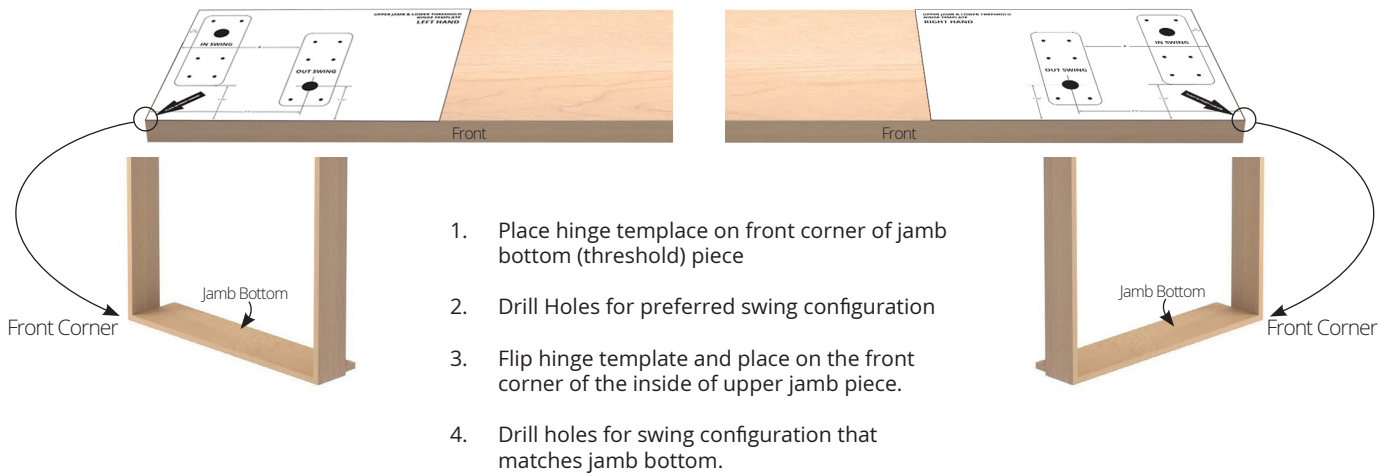 UPPER JAMB & LOWER THRESHOLD
HINGE TEMPLATE
LEFT HAND
IN SWING
OUT SWING
Front
UPPER JAMB & LOWER THRESHOLD
HINGE TEMPLATE
RIGHT HAND
IN SWING
OUT SWING
Front
Jamb Bottom
Front Corner
1. Place hinge templace on front corner of jamb
bottom (threshold) piece
2. Drill Holes for preferred swing configuration
3. Flip hinge template and place on the front
corner of the inside of upper jamb piece.
4. Drill holes for swing configuration that
matches jamb bottom.
Jamb Bottom
Front Corner